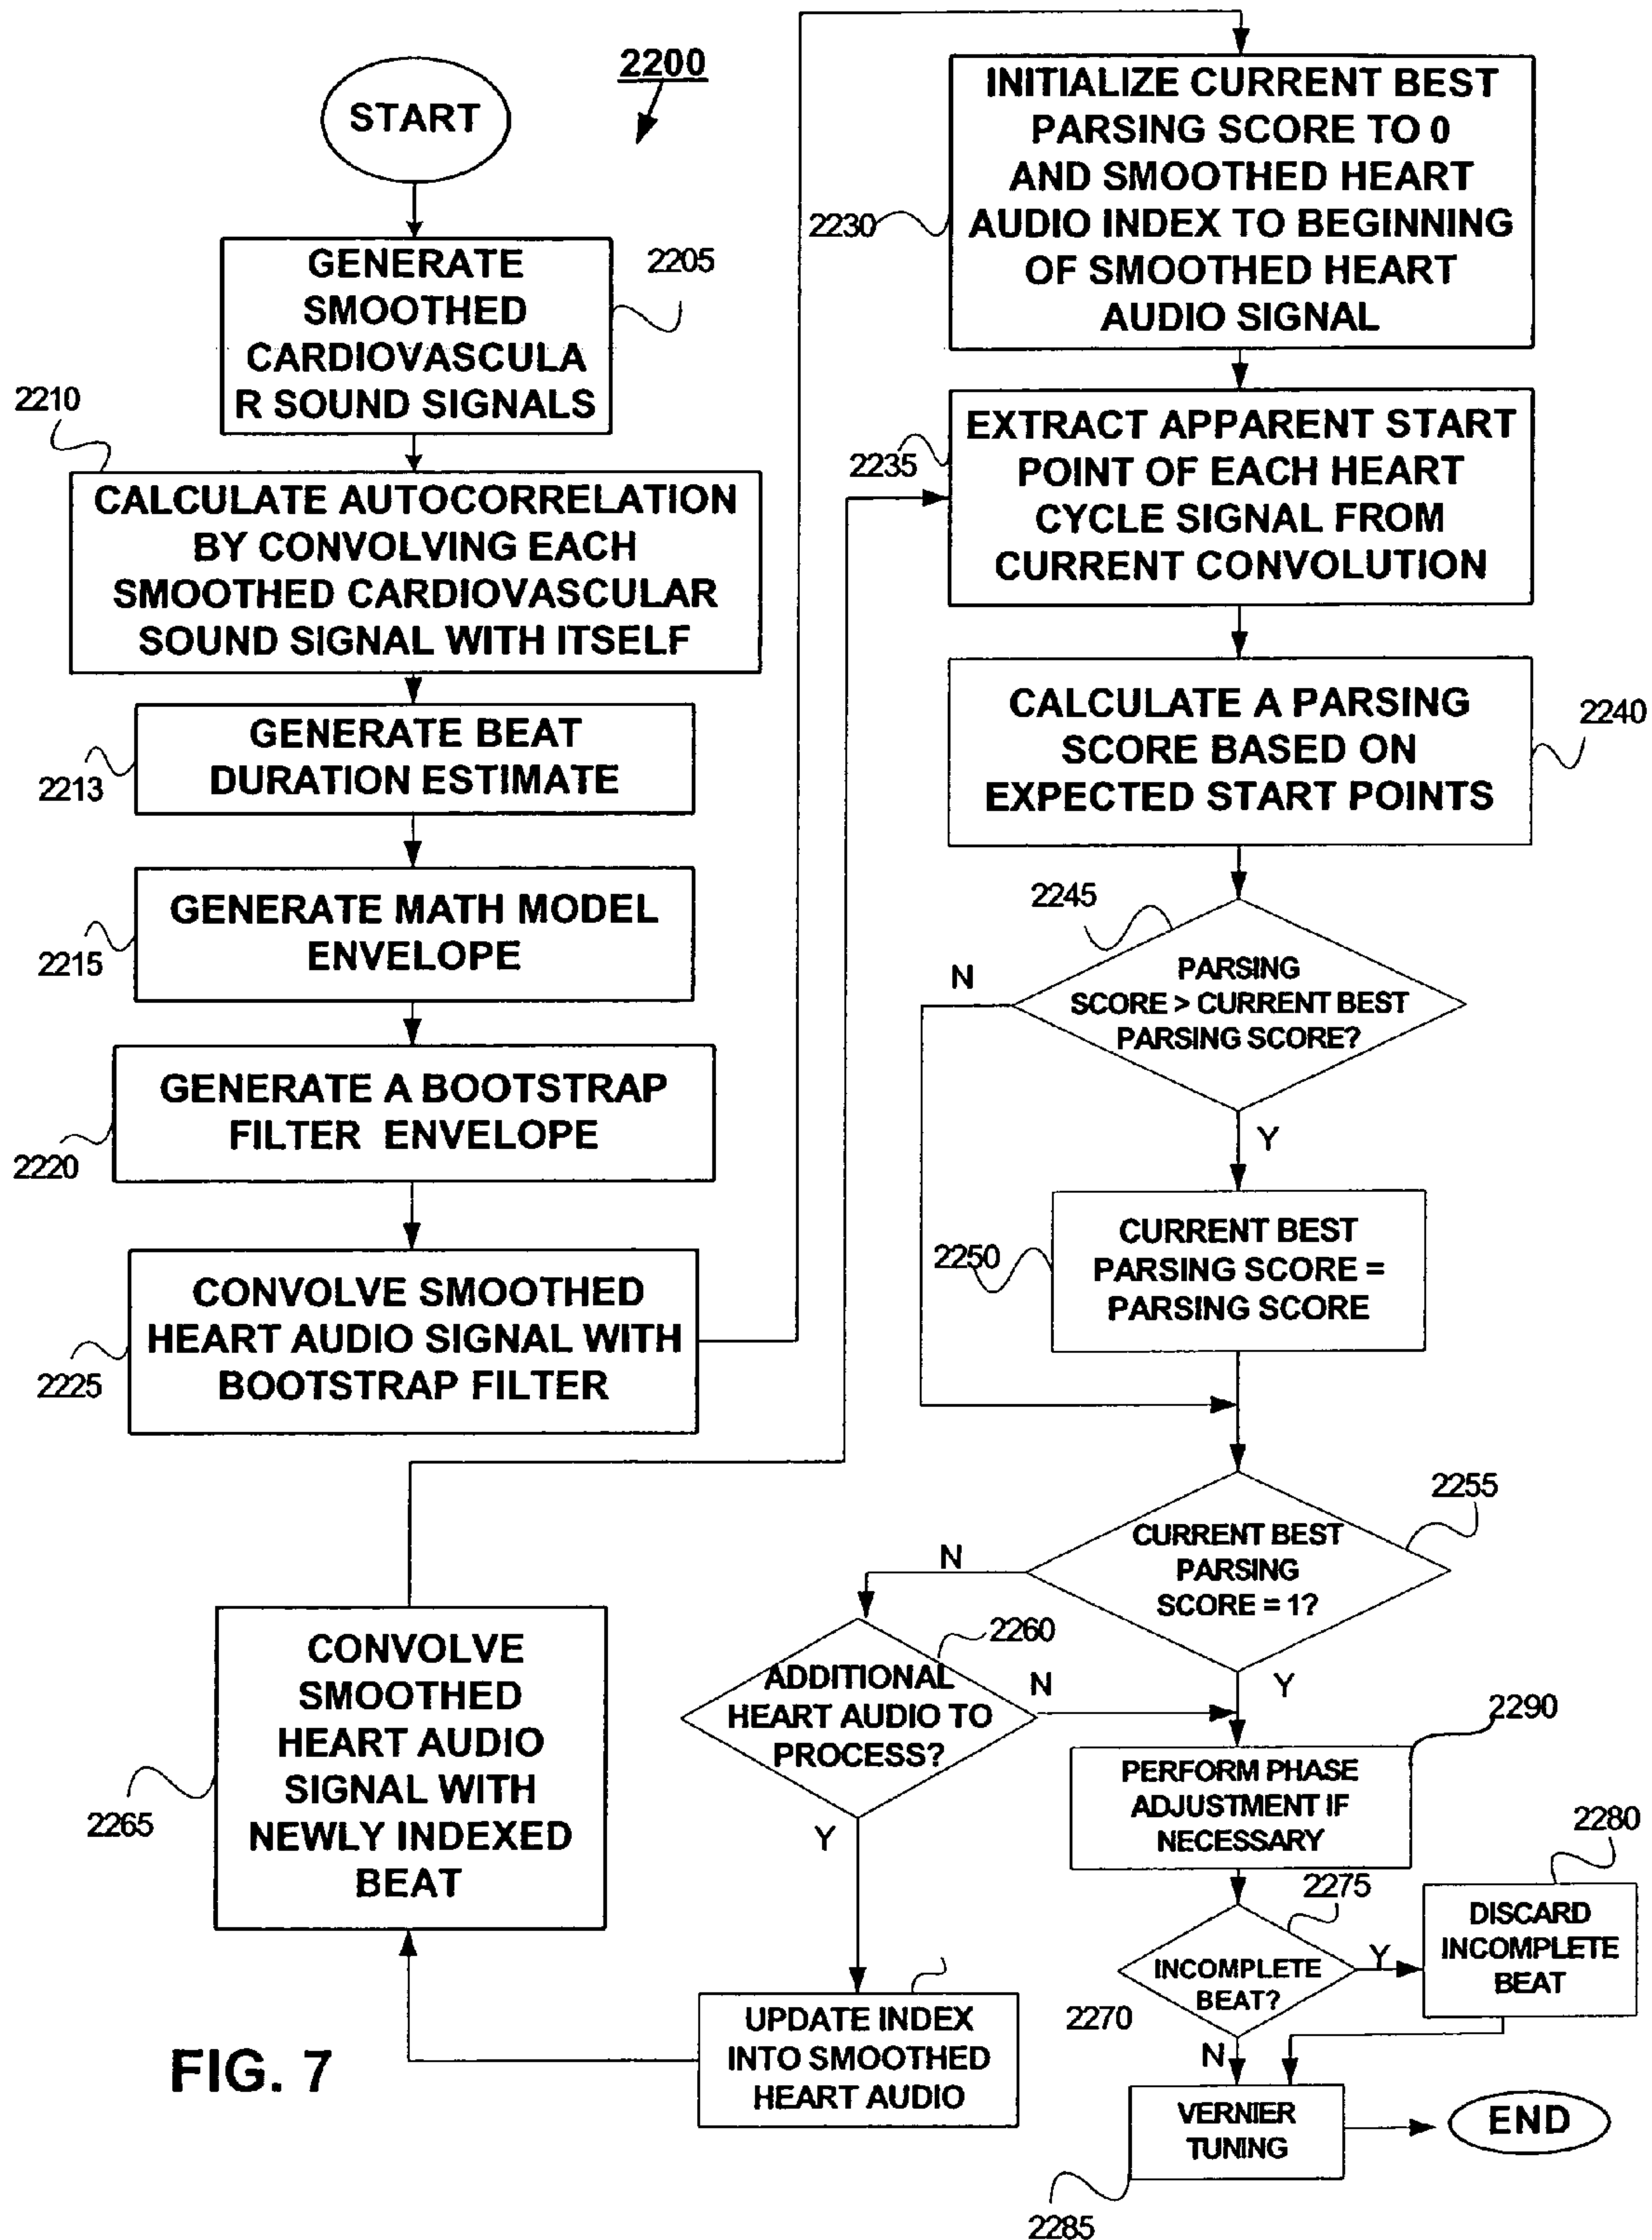 2200
START
GENERATE
SMOOTHED
CARDIOVASCULA
R SOUND SIGNALS
2205
2210
CALCULATE AUTOCORRELATION
BY CONVOLVING EACH
SMOOTHED CARDIOVASCULAR
SOUND SIGNAL WITH ITSELF
GENERATE BEAT
DURATION ESTIMATE
2213
GENERATE MATH MODEL
ENVELOPE
2215
GENERATE A BOOTSTRAP
FILTER ENVELOPE
2220
CONVOLVE SMOOTHED
HEART AUDIO SIGNAL WITH
BOOTSTRAP FILTER
2225
INITIALIZE CURRENT BEST
PARSING SCORE TO 0
AND SMOOTHED HEART
AUDIO INDEX TO BEGINNING
OF SMOOTHED HEART
AUDIO SIGNAL
2230
EXTRACT APPARENT START
POINT OF EACH HEART
CYCLE SIGNAL FROM
CURRENT CONVOLUTION
2235
CALCULATE A PARSING
SCORE BASED ON
EXPECTED START POINTS
2240
2245
PARSING
SCORE > CURRENT BEST
PARSING SCORE?
N
Y
CURRENT BEST
PARSING SCORE =
PARSING SCORE
2250
2255
CURRENT BEST
PARSING
SCORE = 1?
N
Y
2260
ADDITIONAL
HEART AUDIO TO
PROCESS?
N
Y
CONVOLVE
SMOOTHED
HEART AUDIO
SIGNAL WITH
NEWLY INDEXED
BEAT
2265
UPDATE INDEX
INTO SMOOTHED
HEART AUDIO
2270
2290
PERFORM PHASE
ADJUSTMENT IF
NECESSARY
2275
INCOMPLETE
BEAT?
Y
N
2280
DISCARD
INCOMPLETE
BEAT
VERNIER
TUNING
2285
END
FIG. 7